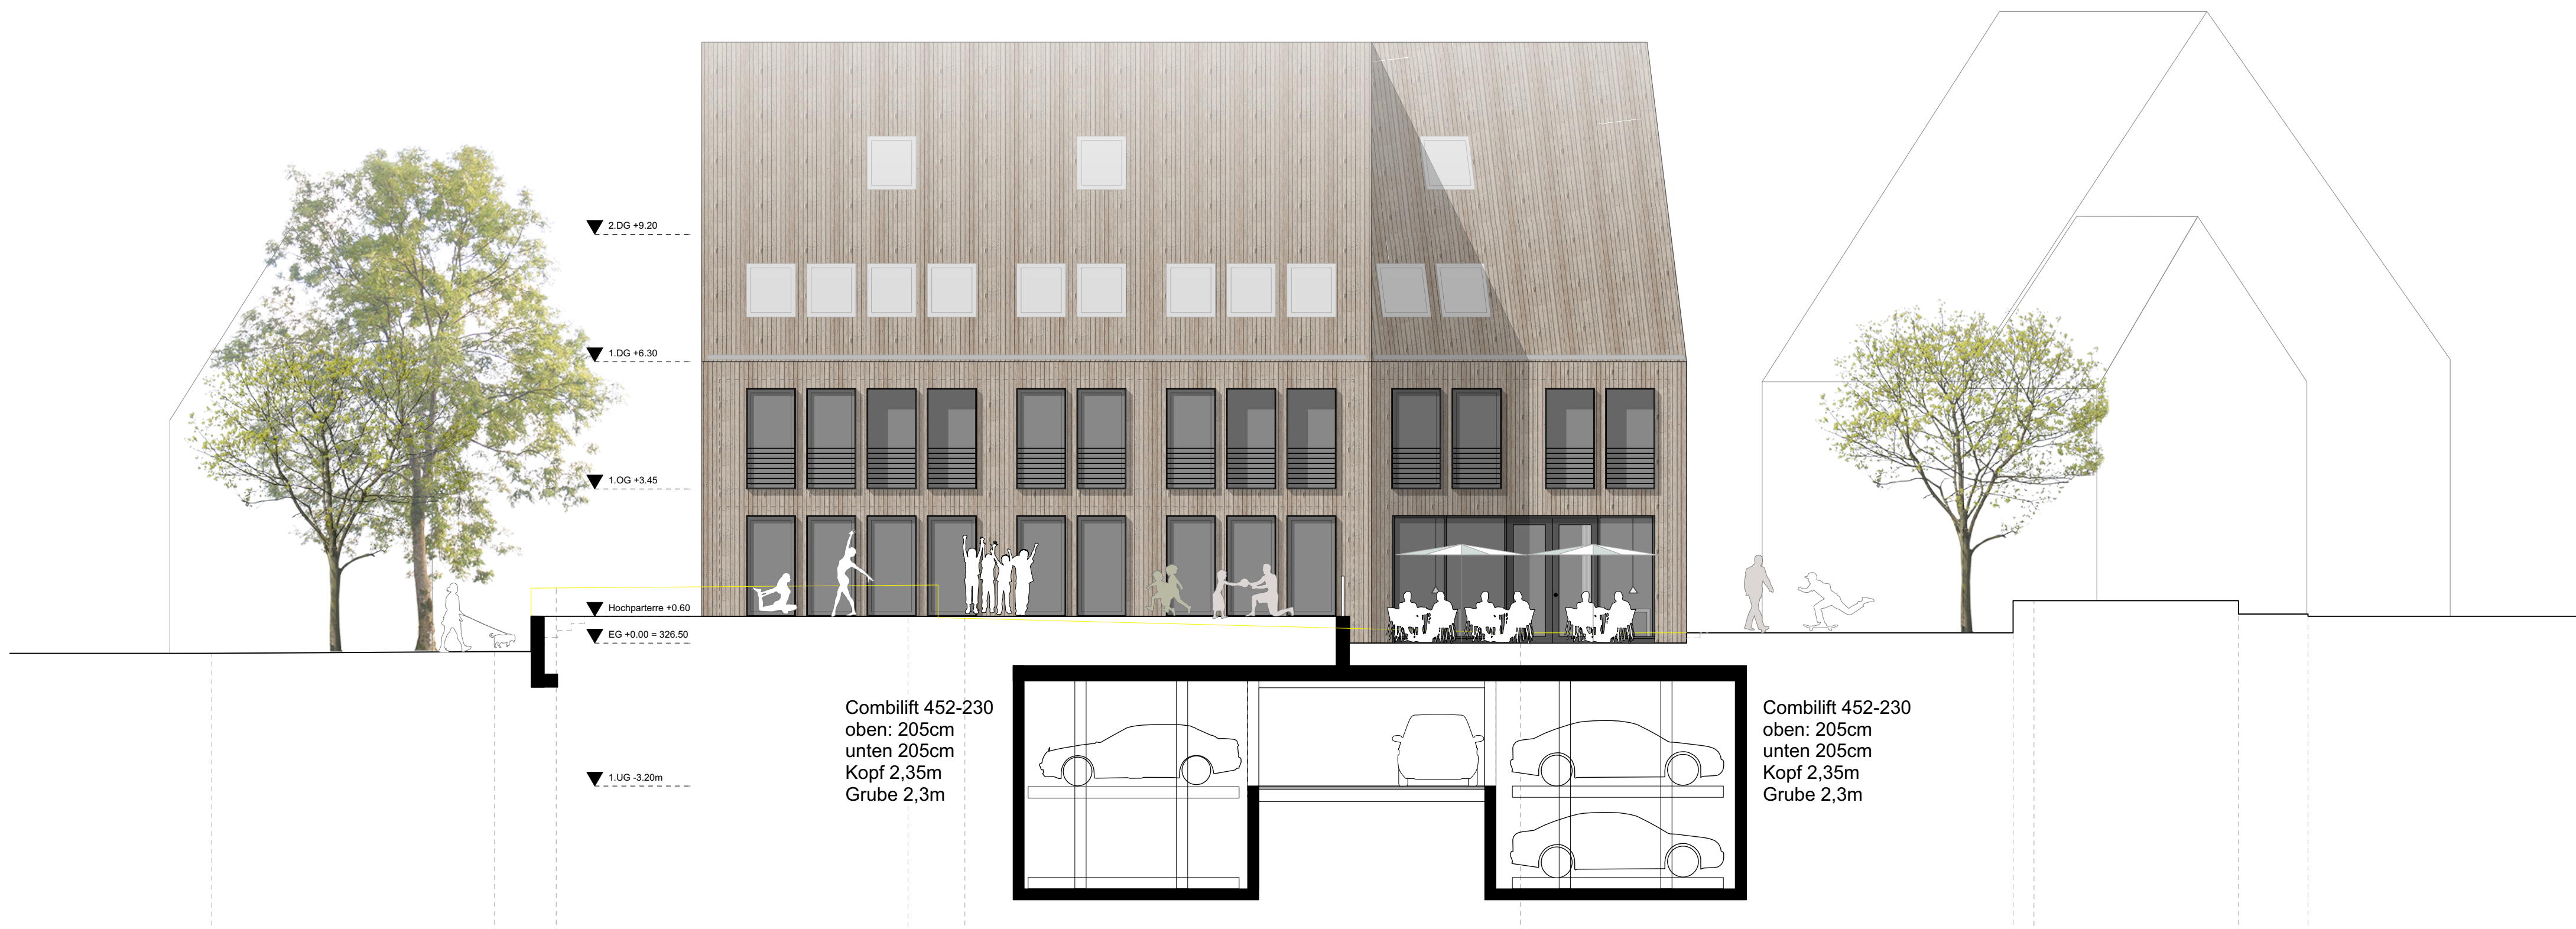 2.DG +9.20
1.DG +6.30
1.OG +3.45
Hochparterre +0.60
EG +0.00 = 326.50
1.UG -3.20m
Combilift 452-230
oben: 205cm
unten 205cm
Kopf 2,35m
Grube 2,3m
Combilift 452-230
oben: 205cm
unten 205cm
Kopf 2,35m
Grube 2,3m